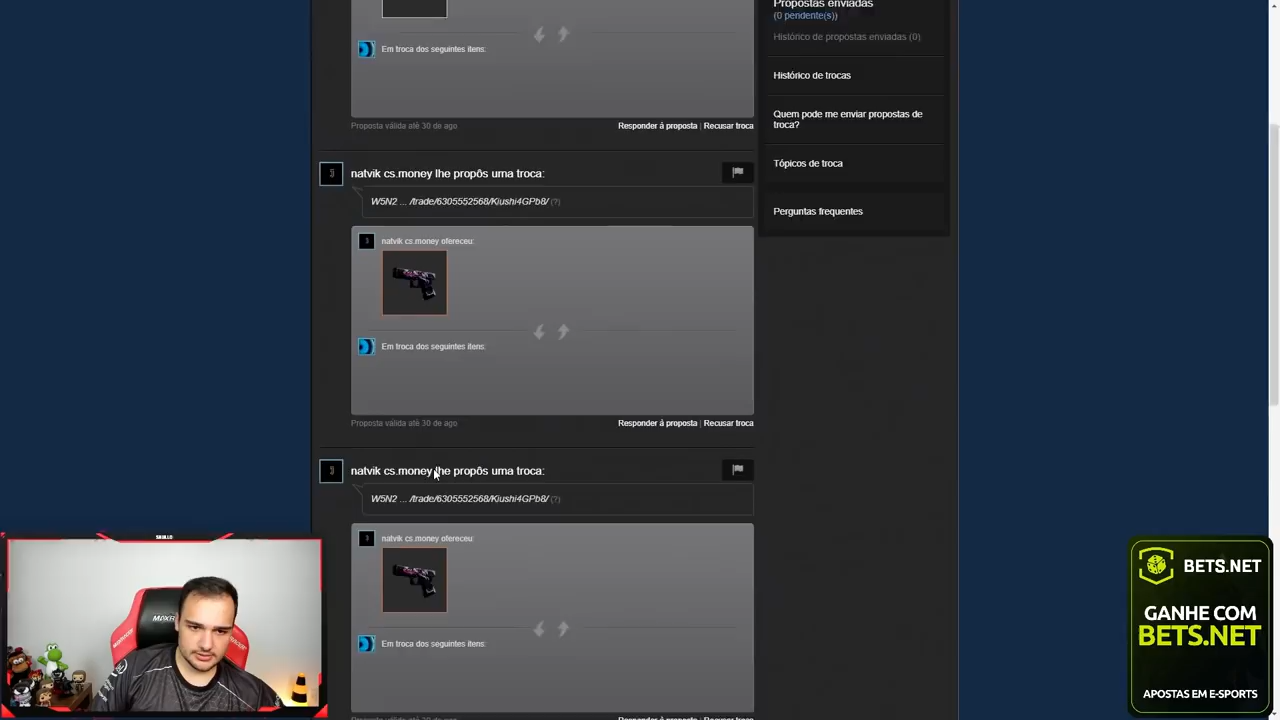 Propostas enviadas
(0 pendente(s))
Histórico de propostas enviadas (0)
Em troca dos seguintes itens:
Histórico de trocas
Quem pode me enviar propostas de
troca?
Proposta válida até 30 de ago
Responder à proposta | Recusar troca
Tópicos de troca
natvik cs.money lhe propôs uma troca:
W5N2 ... /trade/6305552568/Kiushi4GPb8/ (?)
Perguntas frequentes
natvik cs.money ofereceu:
Em troca dos seguintes itens:
Proposta válida até 30 de ago
Responder à proposta | Recusar troca
natvik cs.money lhe propôs uma troca:
W5N2 ... /trade/6305552568/Kiushi4GPb8/ (?)
natvik cs.money ofereceu:
Em troca dos seguintes itens:
Responder à proposta | Recusar troca
SKILLO
BETS.NET
GANHE COM
BETS.NET
APOSTAS EM E-SPORTS